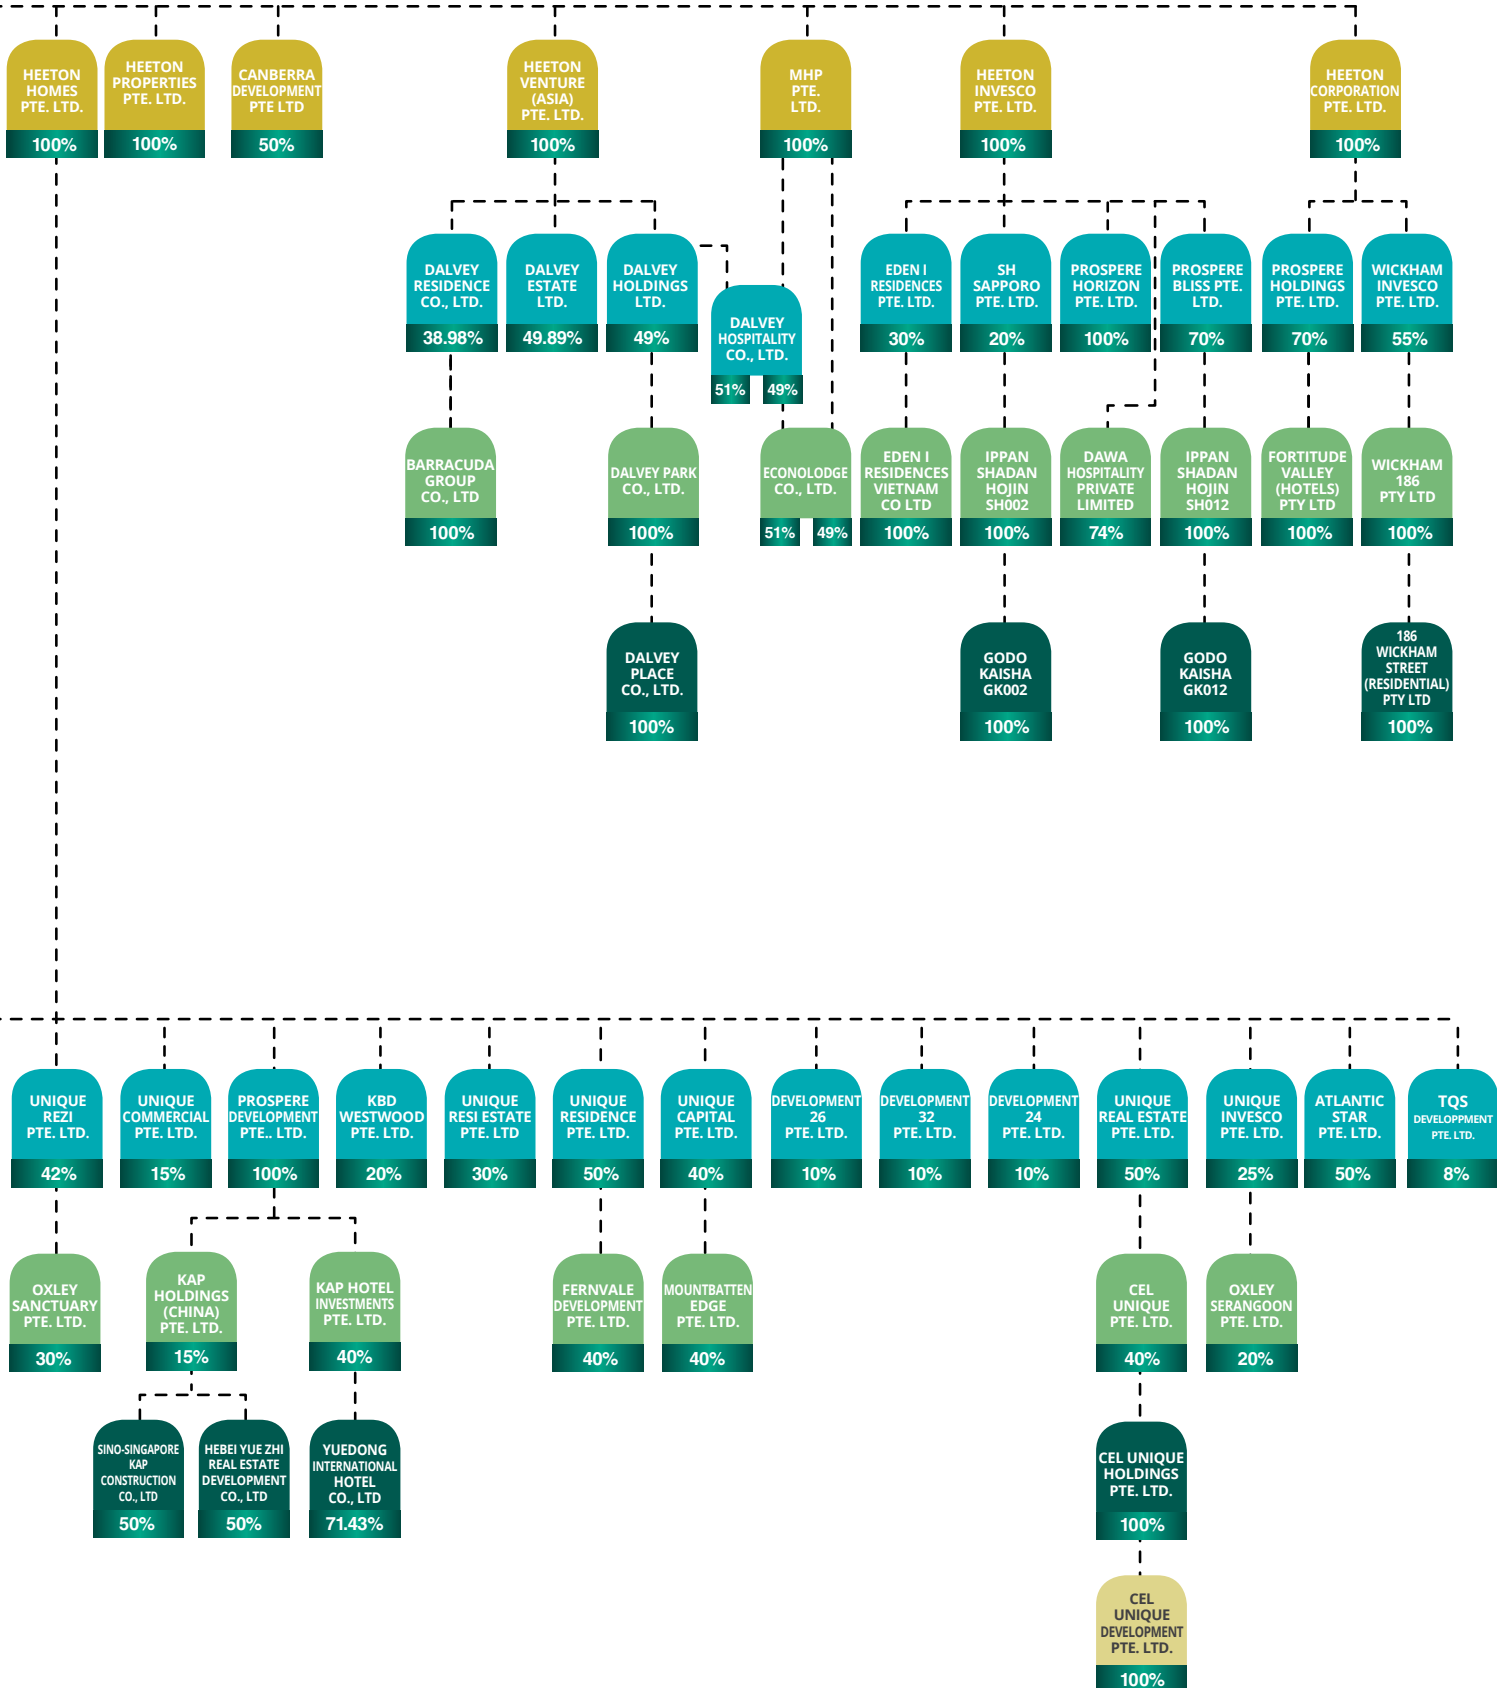 HEETON
HOMES
PTE. LTD.
100%
HEETON
PROPERTIES
PTE. LTD.
100%
CANBERRA
DEVELOPMENT
PTE LTD
50%
HEETON
VENTURE
(ASIA)
PTE. LTD.
100%
MHP
PTE.
LTD.
100%
HEETON
INVESCO
PTE. LTD.
100%
HEETON
CORPORATION
PTE. LTD.
100%
DALVEY
RESIDENCE
CO., LTD.
38.98%
DALVEY
ESTATE
LTD.
49.89%
DALVEY
HOLDINGS
LTD.
49%
DALVEY
HOSPITALITY
CO., LTD.
51%
49%
EDEN I
RESIDENCES
PTE. LTD.
30%
SH
SAPPORO
PTE. LTD.
20%
PROSPERE
HORIZON
PTE. LTD.
100%
PROSPERE
BLISS PTE.
LTD.
70%
PROSPERE
HOLDINGS
PTE. LTD.
70%
WICKHAM
INVESCO
PTE. LTD.
55%
BARRACUDA
GROUP
CO., LTD
100%
DALVEY PARK
CO., LTD.
100%
ECONOLODGE
CO., LTD.
51%
49%
EDEN I
RESIDENCES
VIETNAM
CO LTD
100%
IPPAN
SHADAN
HOJIN
SH002
100%
DAWA
HOSPITALITY
PRIVATE
LIMITED
74%
IPPAN
SHADAN
HOJIN
SH012
100%
FORTITUDE
VALLEY
(HOTELS)
PTY LTD
100%
WICKHAM
186
PTY LTD
100%
DALVEY
PLACE
CO., LTD.
100%
GODO
KAISHA
GK002
100%
GODO
KAISHA
GK012
100%
186
WICKHAM
STREET
(RESIDENTIAL)
PTY LTD
100%
UNIQUE
REZI
PTE. LTD.
42%
UNIQUE
COMMERCIAL
PTE. LTD.
15%
PROSPERE
DEVELOPMENT
PTE.. LTD.
100%
KBD
WESTWOOD
PTE. LTD.
20%
UNIQUE
RESI ESTATE
PTE. LTD
30%
UNIQUE
RESIDENCE
PTE. LTD.
50%
UNIQUE
CAPITAL
PTE. LTD.
40%
DEVELOPMENT
26
PTE. LTD.
10%
DEVELOPMENT
32
PTE. LTD.
10%
DEVELOPMENT
24
PTE. LTD.
10%
UNIQUE
REAL ESTATE
PTE. LTD.
50%
UNIQUE
INVESCO
PTE. LTD.
25%
ATLANTIC
STAR
PTE. LTD.
50%
TQS
DEVELOPPMENT
PTE. LTD.
8%
OXLEY
SANCTUARY
PTE. LTD.
30%
KAP
HOLDINGS
(CHINA)
PTE. LTD.
15%
KAP HOTEL
INVESTMENTS
PTE. LTD.
40%
FERNVALE
DEVELOPMENT
PTE. LTD.
40%
MOUNTBATTEN
EDGE
PTE. LTD.
40%
CEL
UNIQUE
PTE. LTD.
40%
OXLEY
SERANGOON
PTE. LTD.
20%
SINO-SINGAPORE
KAP
CONSTRUCTION
CO., LTD
50%
HEBEI YUE ZHI
REAL ESTATE
DEVELOPMENT
CO., LTD
50%
YUEDONG
INTERNATIONAL
HOTEL
CO., LTD
71.43%
CEL UNIQUE
HOLDINGS
PTE. LTD.
100%
CEL
UNIQUE
DEVELOPMENT
PTE. LTD.
100%